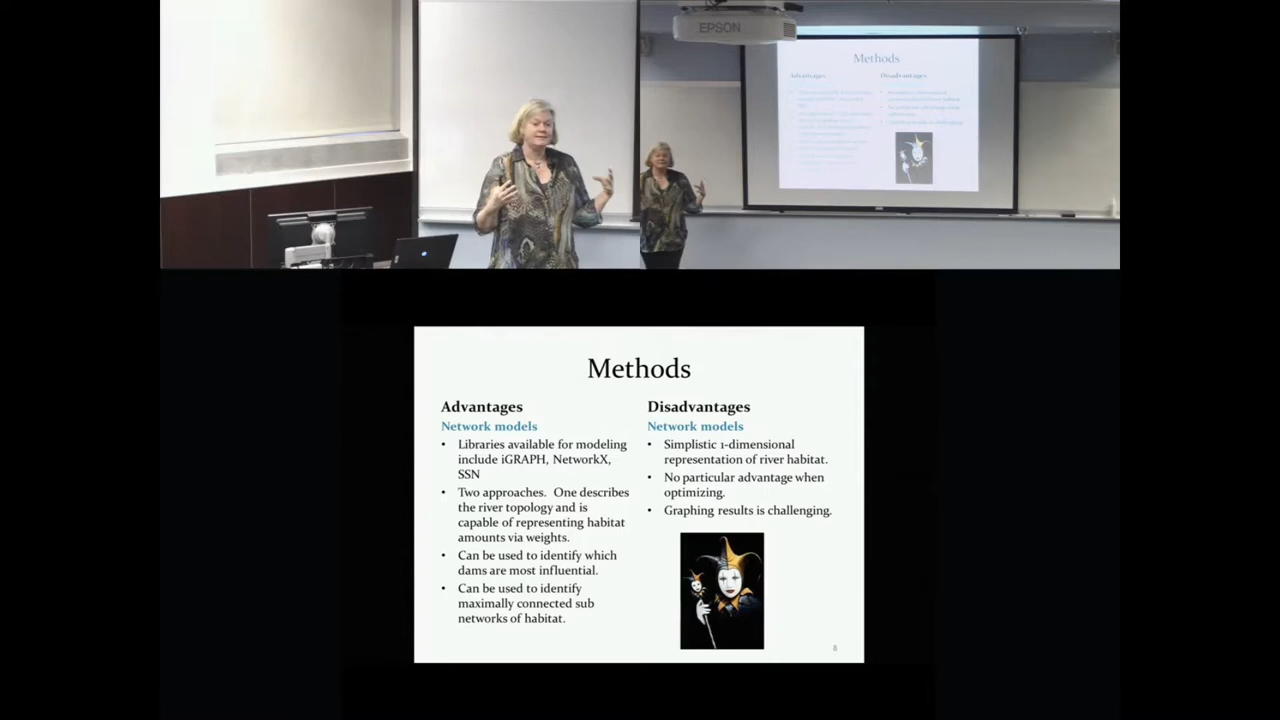 EPSON
Methods
Advantages
Disadvantages
Methods
Advantages
Network models
• Libraries available for modeling
include iGRAPH, NetworkX,
SSN
• Two approaches. One describes
the river topology and is
capable of representing habitat
amounts via weights.
• Can be used to identify which
dams are most influential.
• Can be used to identify
maximally connected sub
networks of habitat.
Disadvantages
Network models
• Simplistic 1-dimensional
representation of river habitat.
• No particular advantage when
optimizing.
• Graphing results is challenging.
8